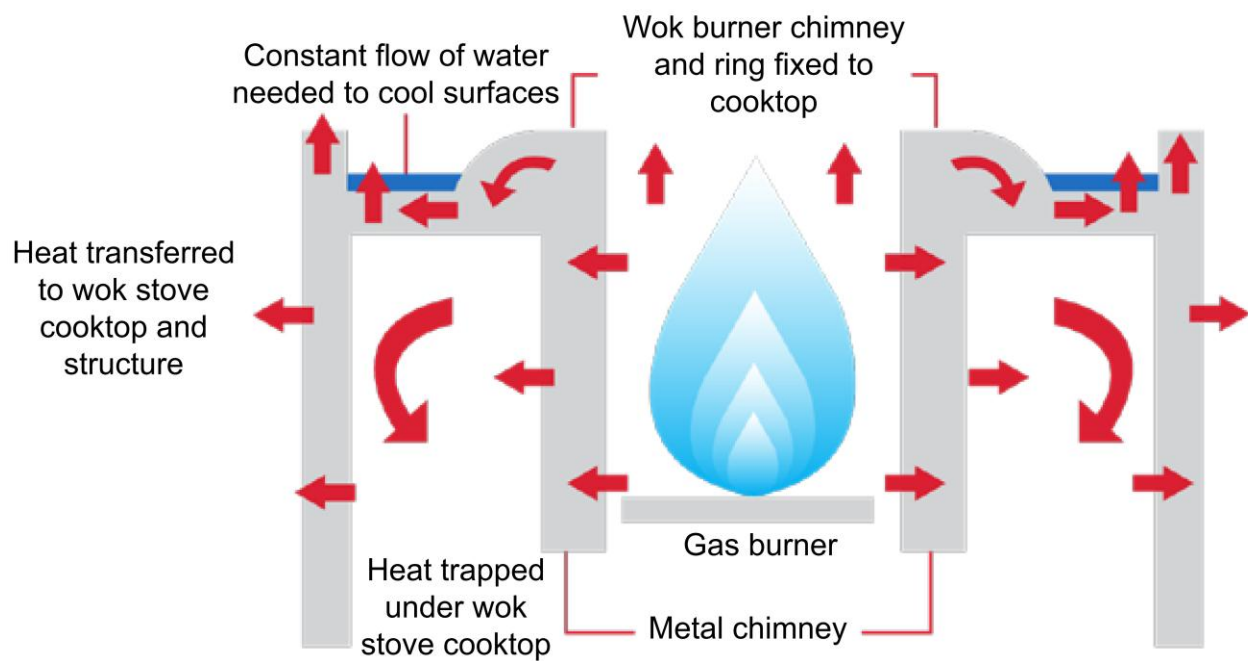 Constant flow of water
needed to cool surfaces
Wok burner chimney
and ring fixed to
cooktop
Heat transferred
to wok stove
cooktop and
structure
Gas burner
Heat trapped
under wok
stove cooktop
Metal chimney